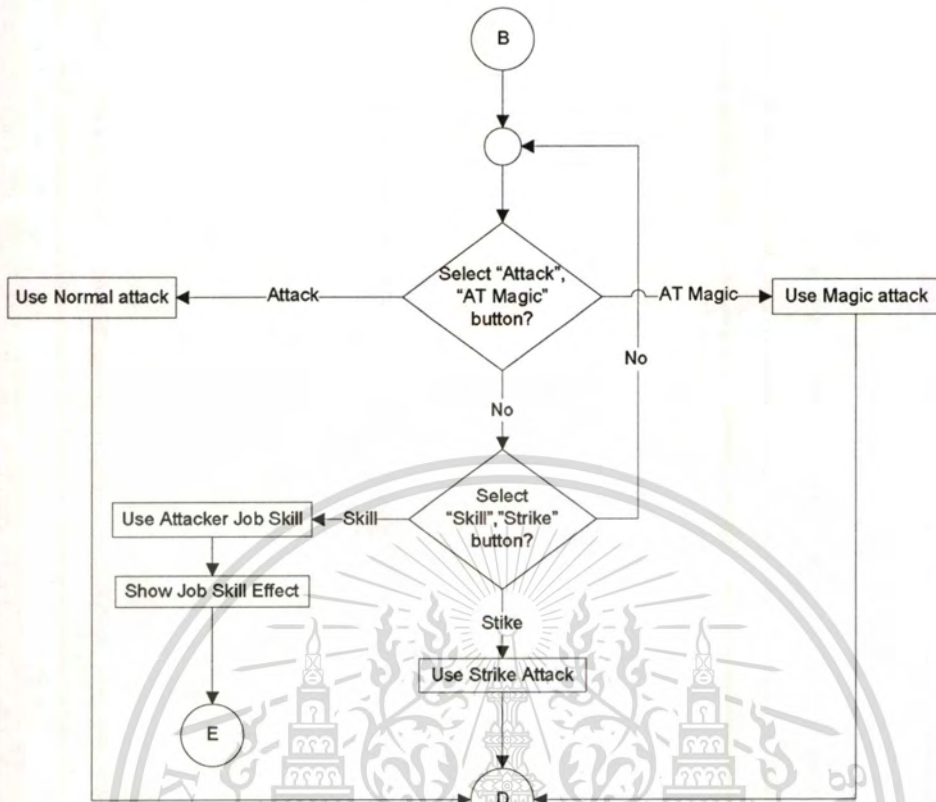 B
Select “Attack”,
“AT Magic”
button?
Attack
Use Normal attack
AT Magic
Use Magic attack
No
No
Select
“Skill”,“Strike”
button?
Skill
Use Attacker Job Skill
Show Job Skill Effect
E
Stike
Use Strike Attack
D